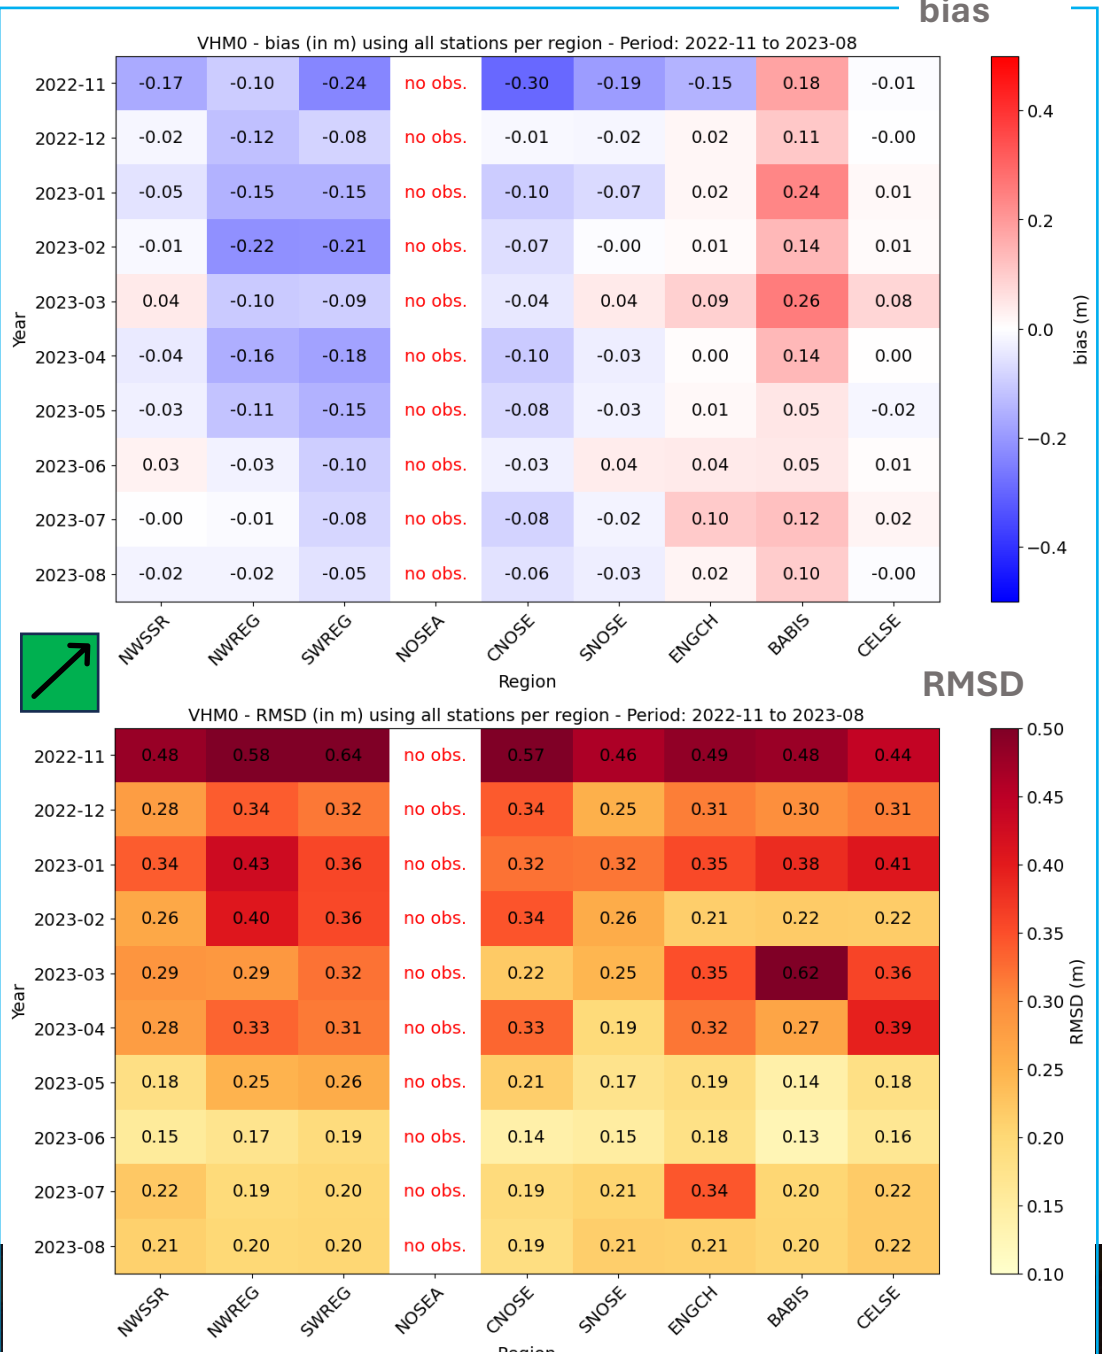 bias
VHM0 - bias (in m) using all stations per region - Period: 2022-11 to 2023-08
2022-11 -0.17 -0.10 -0.24 no obs. -0.30 -0.19 -0.15 0.18 -0.01
2022-12 -0.02 -0.12 -0.08 no obs. -0.01 -0.02 0.02 0.11 -0.00
2023-01 -0.05 -0.15 -0.15 no obs. -0.10 -0.07 0.02 0.24 0.01
2023-02 -0.01 -0.22 -0.21 no obs. -0.07 -0.00 0.01 0.14 0.01
2023-03 0.04 -0.10 -0.09 no obs. -0.04 0.04 0.09 0.26 0.08
2023-04 -0.04 -0.16 -0.18 no obs. -0.10 -0.03 0.00 0.14 0.00
2023-05 -0.03 -0.11 -0.15 no obs. -0.08 -0.03 0.01 0.05 -0.02
2023-06 0.03 -0.03 -0.10 no obs. -0.03 0.04 0.04 0.05 0.01
2023-07 -0.00 -0.01 -0.08 no obs. -0.08 -0.02 0.10 0.12 0.02
2023-08 -0.02 -0.02 -0.05 no obs. -0.06 -0.03 0.02 0.10 -0.00
Year
NWSSR NWREG SWREG NOSEA CNOSE SNOSE ENGCH BABIS CELSE
Region
0.4
0.2
0.0
−0.2
−0.4
bias (m)
RMSD
VHM0 - RMSD (in m) using all stations per region - Period: 2022-11 to 2023-08
2022-11 0.48 0.58 0.64 no obs. 0.57 0.46 0.49 0.48 0.44
2022-12 0.28 0.34 0.32 no obs. 0.34 0.25 0.31 0.30 0.31
2023-01 0.34 0.43 0.36 no obs. 0.32 0.32 0.35 0.38 0.41
2023-02 0.26 0.40 0.36 no obs. 0.34 0.26 0.21 0.22 0.22
2023-03 0.29 0.29 0.32 no obs. 0.22 0.25 0.35 0.62 0.36
2023-04 0.28 0.33 0.31 no obs. 0.33 0.19 0.32 0.27 0.39
2023-05 0.18 0.25 0.26 no obs. 0.21 0.17 0.19 0.14 0.18
2023-06 0.15 0.17 0.19 no obs. 0.14 0.15 0.18 0.13 0.16
2023-07 0.22 0.19 0.20 no obs. 0.19 0.21 0.34 0.20 0.22
2023-08 0.21 0.20 0.20 no obs. 0.19 0.21 0.21 0.20 0.22
Year
NWSSR NWREG SWREG NOSEA CNOSE SNOSE ENGCH BABIS CELSE
Region
0.50
0.45
0.40
0.35
0.30
0.25
0.20
0.15
0.10
RMSD (m)